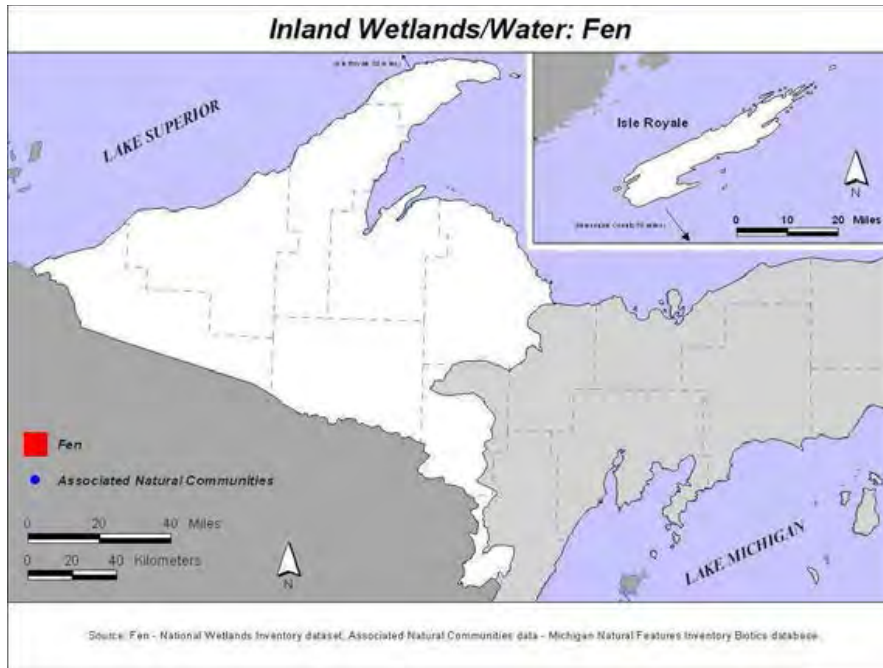 Inland Wetlands/Water: Fen
LAKE SUPERIOR
Isle Royale
N
0 10 20 Miles
Fen
Associated Natural Communities
0 20 40 Miles
0 20 40 Kilometers
N
LAKE MICHIGAN
Source: Fen - National Wetlands Inventory dataset, Associated Natural Communities data - Michigan Natural Features Inventory Biotics database.